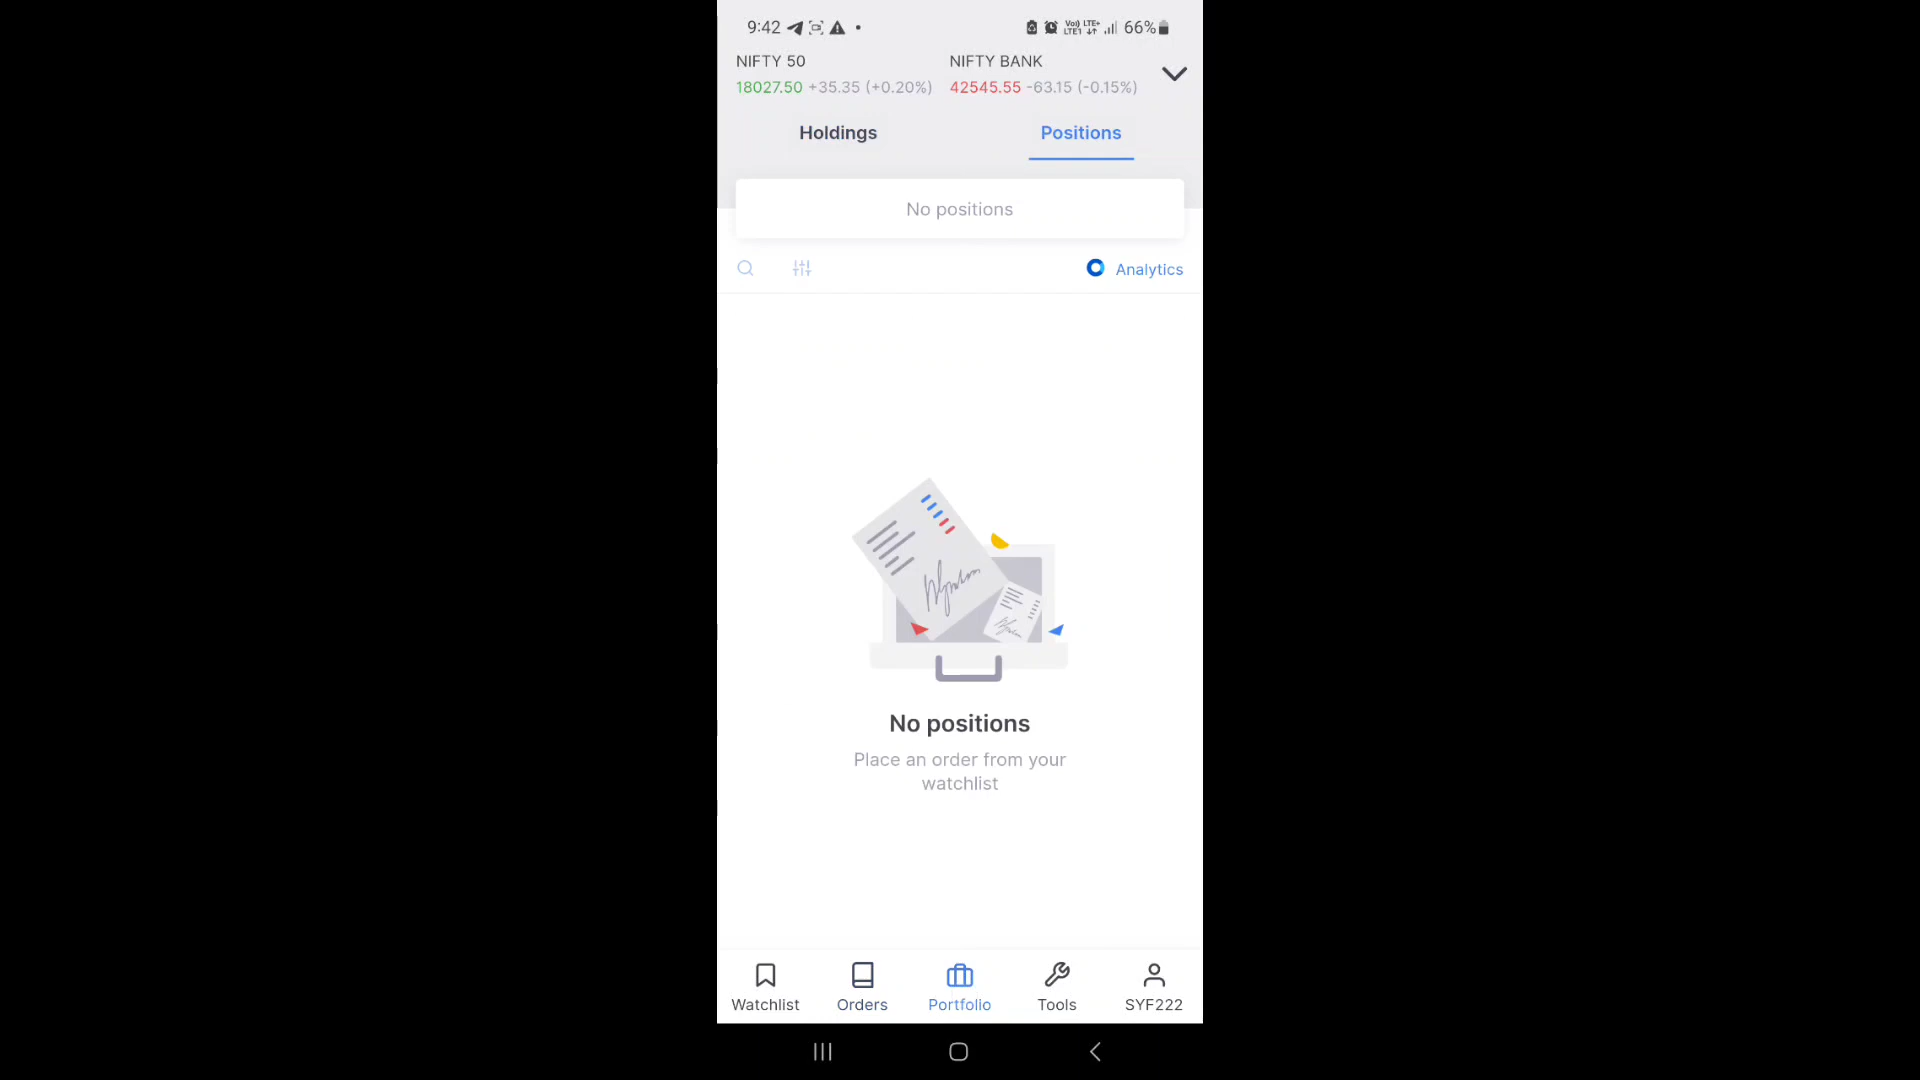 9:42 66%
NIFTY 50 NIFTY BANK
18027.50 +35.35 (+0.20%) 42545.55 -63.15 (-0.15%)
Holdings Positions
No positions
Analytics
No positions
Place an order from your
watchlist
Watchlist Orders Portfolio Tools SYF222